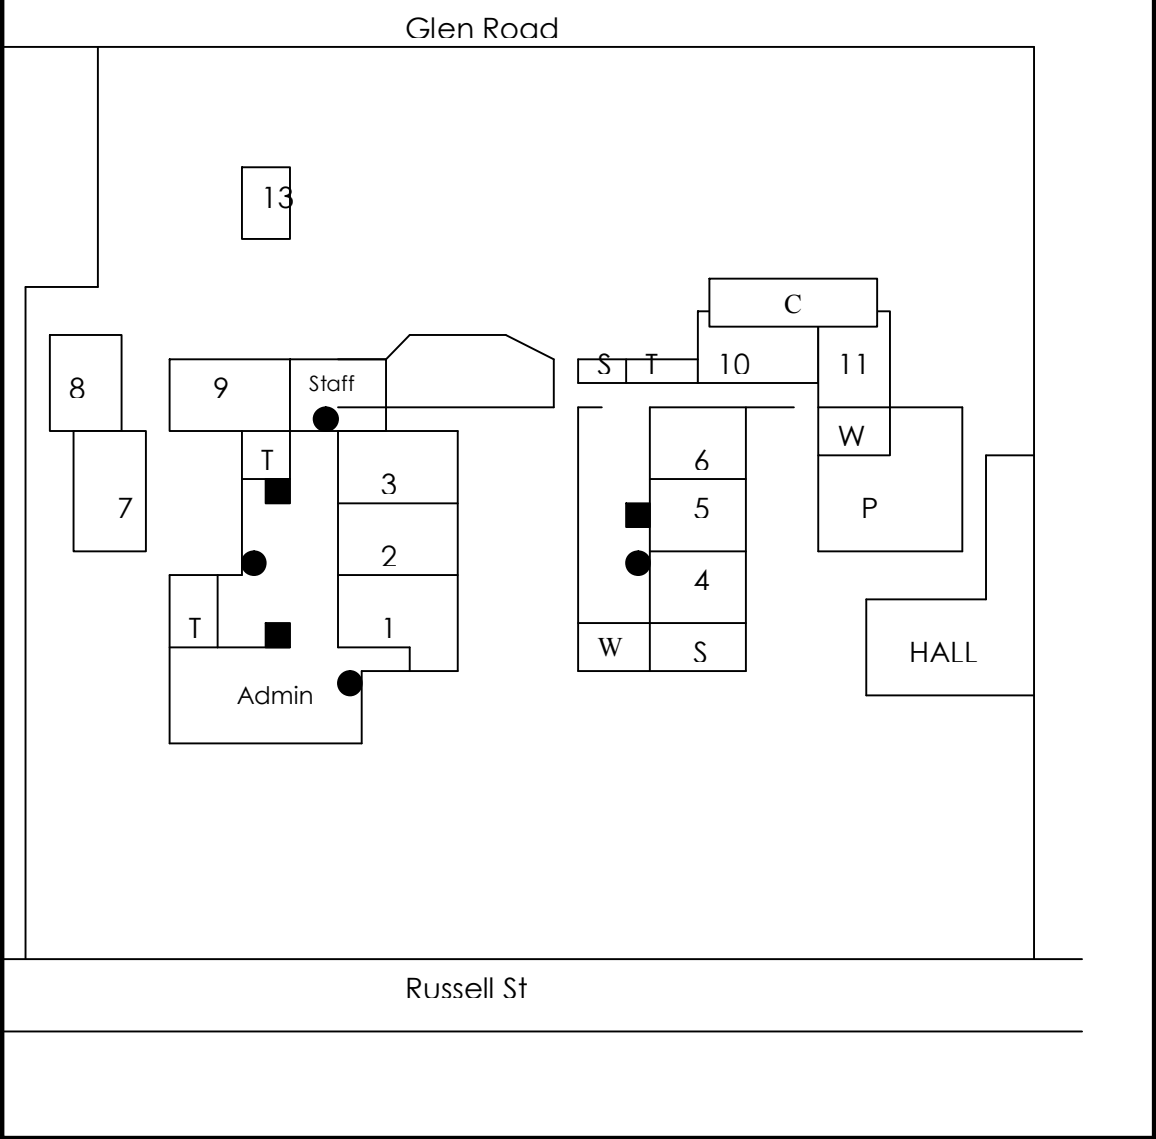 Glen Road
13
C
S T 10 11
8 9 Staff
W
T 6
3
7 5 P
2
4
T 1
W S HALL
Admin
Russell St